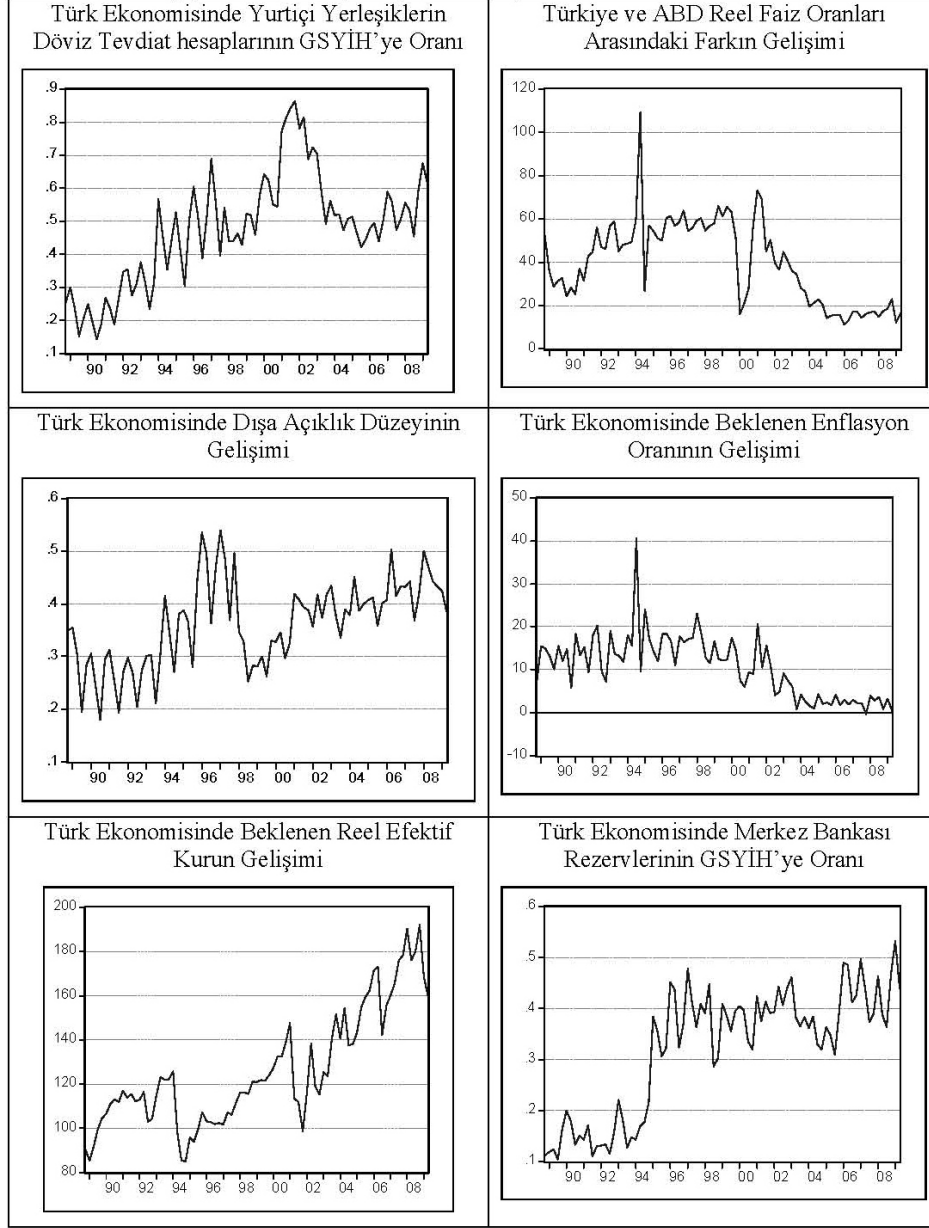 Türk Ekonomisinde Yurtiçi Yerleşiklerin
Döviz Tevdiat hesaplarının GSYİH’ye Oranı
.9
.8
.7
.6
.5
.4
.3
.2
.1
90 92 94 96 98 00 02 04 06 08
Türkiye ve ABD Reel Faiz Oranları
Arasındaki Farkın Gelişimi
120
100
80
60
40
20
0
90 92 94 96 98 00 02 04 06 08
Türk Ekonomisinde Dışa Açıklık Düzeyinin
Gelişimi
.6
.5
.4
.3
.2
.1
90 92 94 96 98 00 02 04 06 08
Türk Ekonomisinde Beklenen Enflasyon
Oranının Gelişimi
50
40
30
20
10
0
-10
90 92 94 96 98 00 02 04 06 08
Türk Ekonomisinde Beklenen Reel Efektif
Kurun Gelişimi
200
180
160
140
120
100
80
90 92 94 96 98 00 02 04 06 08
Türk Ekonomisinde Merkez Bankası
Rezervlerinin GSYİH’ye Oranı
.6
.5
.4
.3
.2
.1
90 92 94 96 98 00 02 04 06 08